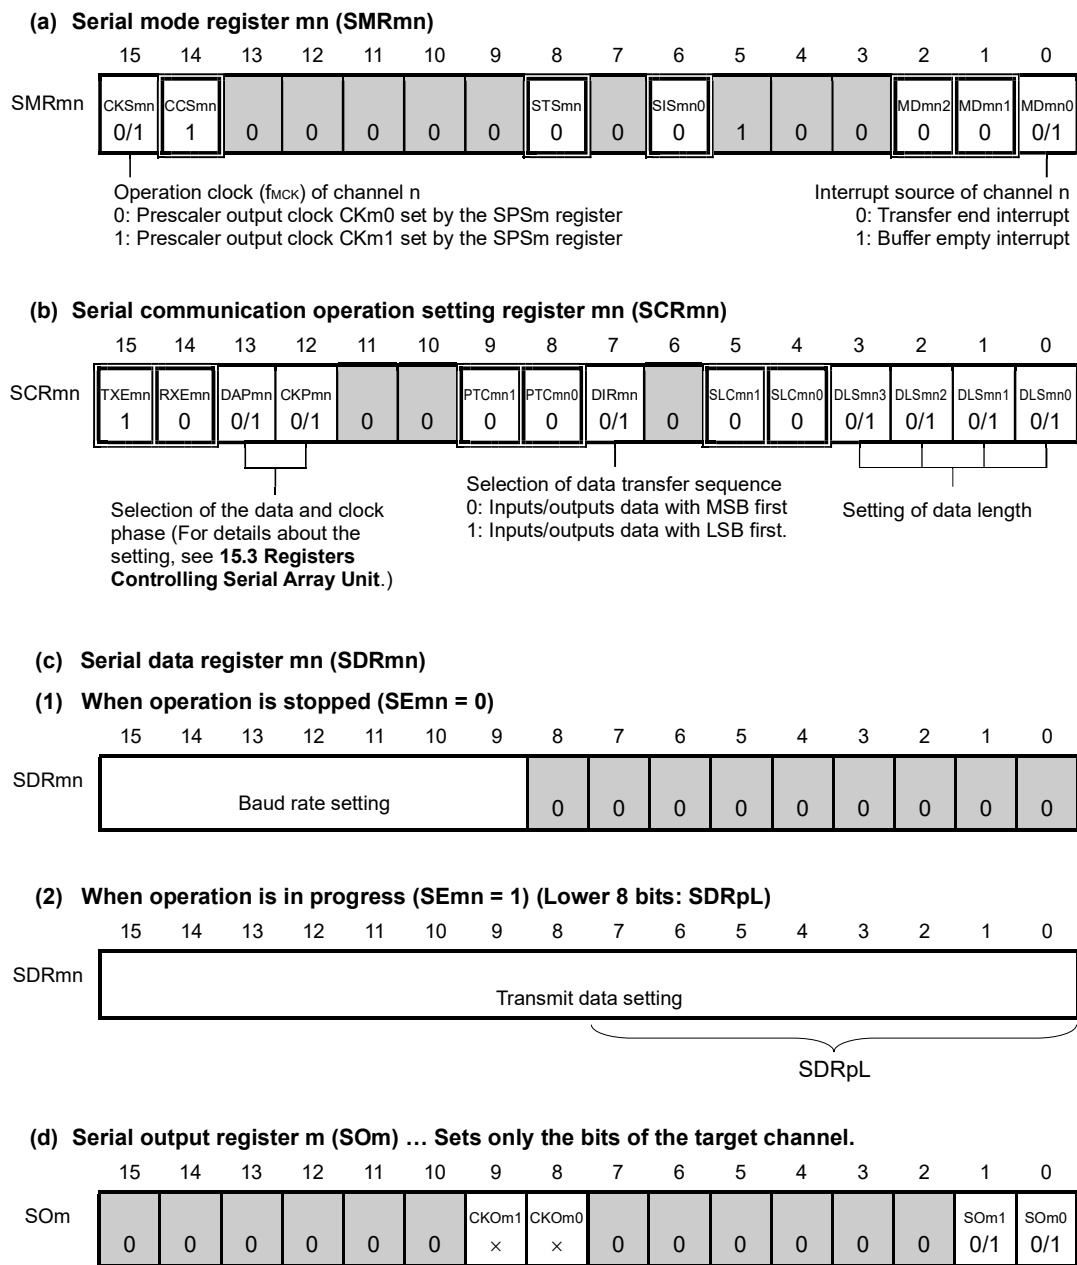 (a) Serial mode register mn (SMRmn)
15 14 13 12 11 10 9 8 7 6 5 4 3 2 1 0
SMRmn CKSmn CCSmn STSmn SISmn0 MDmn2 MDmn1 MDmn0
0/1 1 0 0 0 0 0 0 0 0 1 0 0 0 0 0/1
Operation clock (fMCK) of channel n
0: Prescaler output clock CKm0 set by the SPSm register
1: Prescaler output clock CKm1 set by the SPSm register
Interrupt source of channel n
0: Transfer end interrupt
1: Buffer empty interrupt
(b) Serial communication operation setting register mn (SCRmn)
15 14 13 12 11 10 9 8 7 6 5 4 3 2 1 0
SCRmn TXEmn RXEmn DAPmn CKPmn PTCmn1 PTCmn0 DIRmn SLCmn1 SLCmn0 DLSmn3 DLSmn2 DLSmn1 DLSmn0
1 0 0/1 0/1 0 0 0 0 0/1 0 0 0 0/1 0/1 0/1 0/1
Selection of the data and clock
phase (For details about the
setting, see 15.3 Registers
Controlling Serial Array Unit.)
Selection of data transfer sequence
0: Inputs/outputs data with MSB first
1: Inputs/outputs data with LSB first.
Setting of data length
(c) Serial data register mn (SDRmn)
(1) When operation is stopped (SEmn = 0)
15 14 13 12 11 10 9 8 7 6 5 4 3 2 1 0
SDRmn
Baud rate setting 0 0 0 0 0 0 0 0 0
(2) When operation is in progress (SEmn = 1) (Lower 8 bits: SDRpL)
15 14 13 12 11 10 9 8 7 6 5 4 3 2 1 0
SDRmn
Transmit data setting
SDRpL
(d) Serial output register m (SOm) … Sets only the bits of the target channel.
15 14 13 12 11 10 9 8 7 6 5 4 3 2 1 0
SOm CKOm1 CKOm0 SOm1 SOm0
0 0 0 0 0 0 × × 0 0 0 0 0 0 0/1 0/1